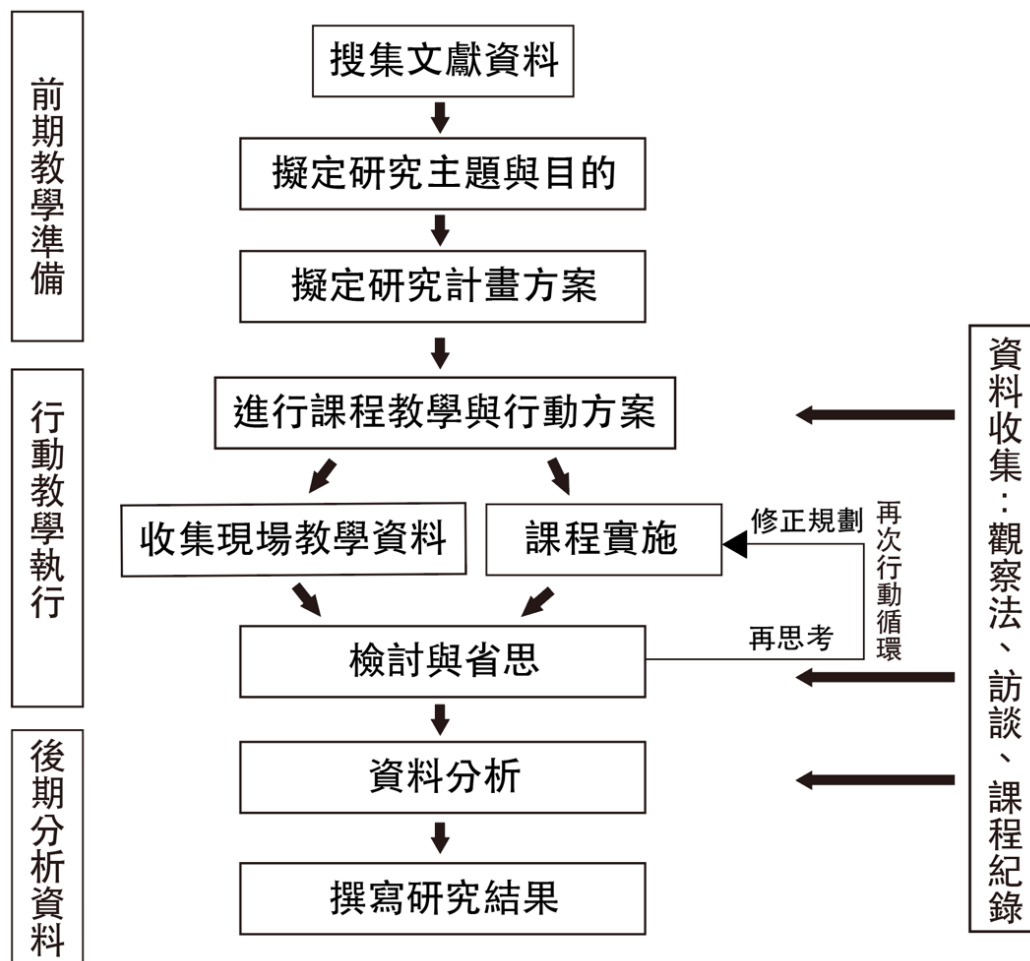 前期教學準備
搜集文獻資料
擬定研究主題與目的
擬定研究計畫方案
行動教學執行
進行課程教學與行動方案
收集現場教學資料
課程實施
修正規劃
再次行動循環
檢討與省思
再思考
後期分析資料
資料分析
撰寫研究結果
資料收集：觀察法、訪談、課程紀錄